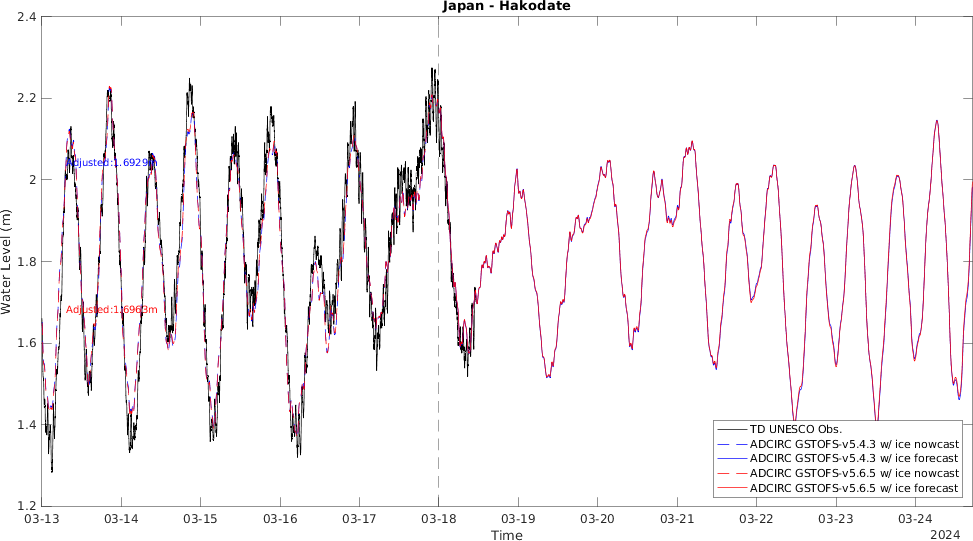 Japan - Hakodate
2.4
2.2
2
1.8
1.6
1.4
1.2
Water Level (m)
Adjusted:1.6929m
Adjusted:1.6963m
TD UNESCO Obs.
ADCIRC GSTOFS-v5.4.3 w/ ice nowcast
ADCIRC GSTOFS-v5.4.3 w/ ice forecast
ADCIRC GSTOFS-v5.6.5 w/ ice nowcast
ADCIRC GSTOFS-v5.6.5 w/ ice forecast
03-13 03-14 03-15 03-16 03-17 03-18 03-19 03-20 03-21 03-22 03-23 03-24
Time
2024